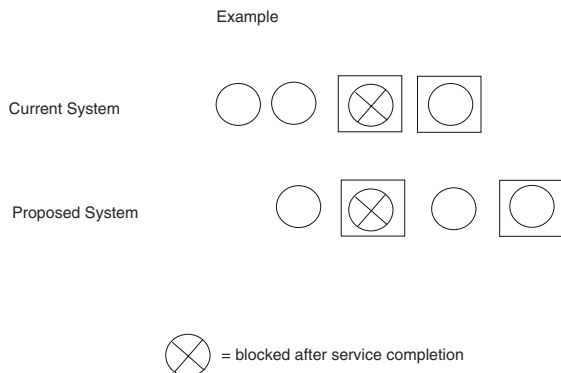 Example
Current System
Proposed System
= blocked after service completion